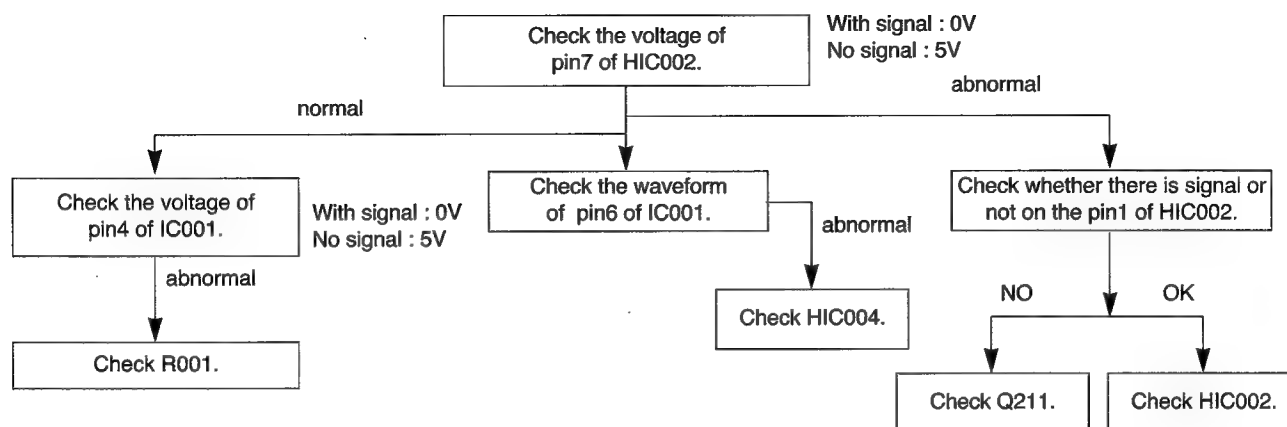 Check the voltage of
pin7 of HIC002.
With signal : 0V
No signal : 5V
normal
abnormal
Check the voltage of
pin4 of IC001.
With signal : 0V
No signal : 5V
Check the waveform
of pin6 of IC001.
Check whether there is signal or
not on the pin1 of HIC002.
abnormal
abnormal
NO
OK
Check R001.
Check HIC004.
Check Q211.
Check HIC002.